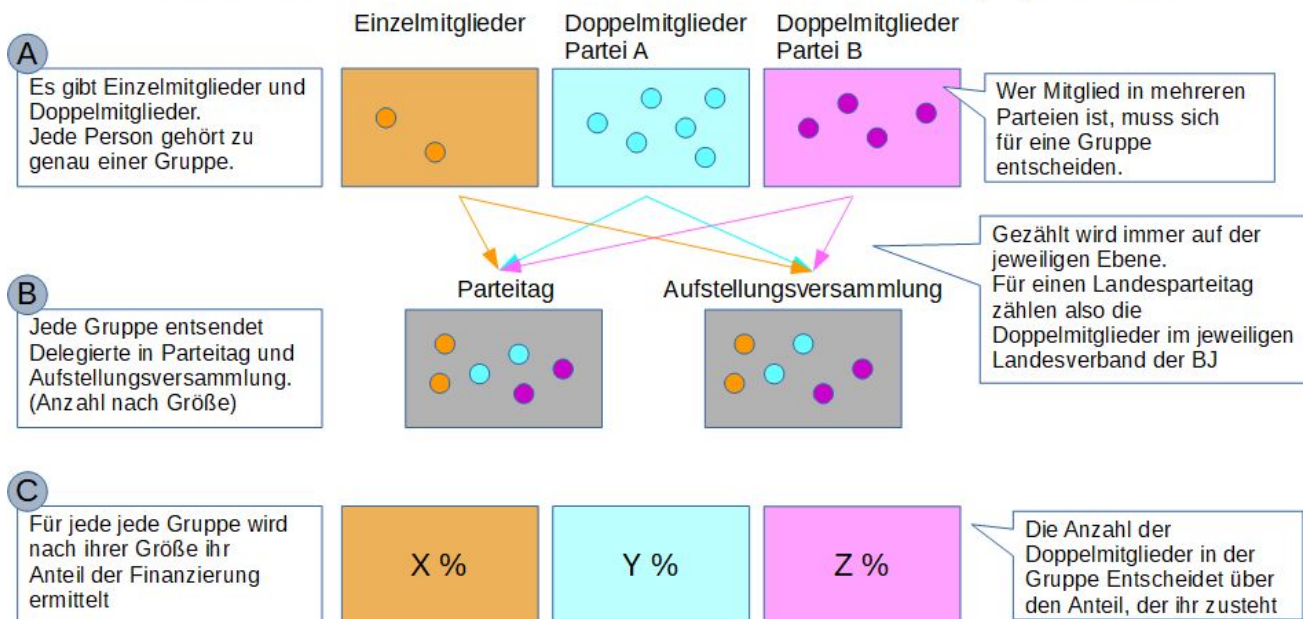 Einzelmitglieder
Doppelmitglieder
Partei A
Doppelmitglieder
Partei B
A
Es gibt Einzelmitglieder und
Doppelmitglieder.
Jede Person gehört zu
genau einer Gruppe.
Wer Mitglied in mehreren
Parteien ist, muss sich
für eine Gruppe
entscheiden.
Gezählt wird immer auf der
jeweiligen Ebene.
Für einen Landesparteitag
zählen also die
Doppelmitglieder im jeweiligen
Landesverband der BJ
B
Jede Gruppe entsendet
Delegierte in Parteitag und
Aufstellungsversammlung.
(Anzahl nach Größe)
Parteitag
Aufstellungsversammlung
C
Für jede jede Gruppe wird
nach ihrer Größe ihr
Anteil der Finanzierung
ermittelt
X %
Y %
Z %
Die Anzahl der
Doppelmitglieder in der
Gruppe Entscheidet über
den Anteil, der ihr zusteht